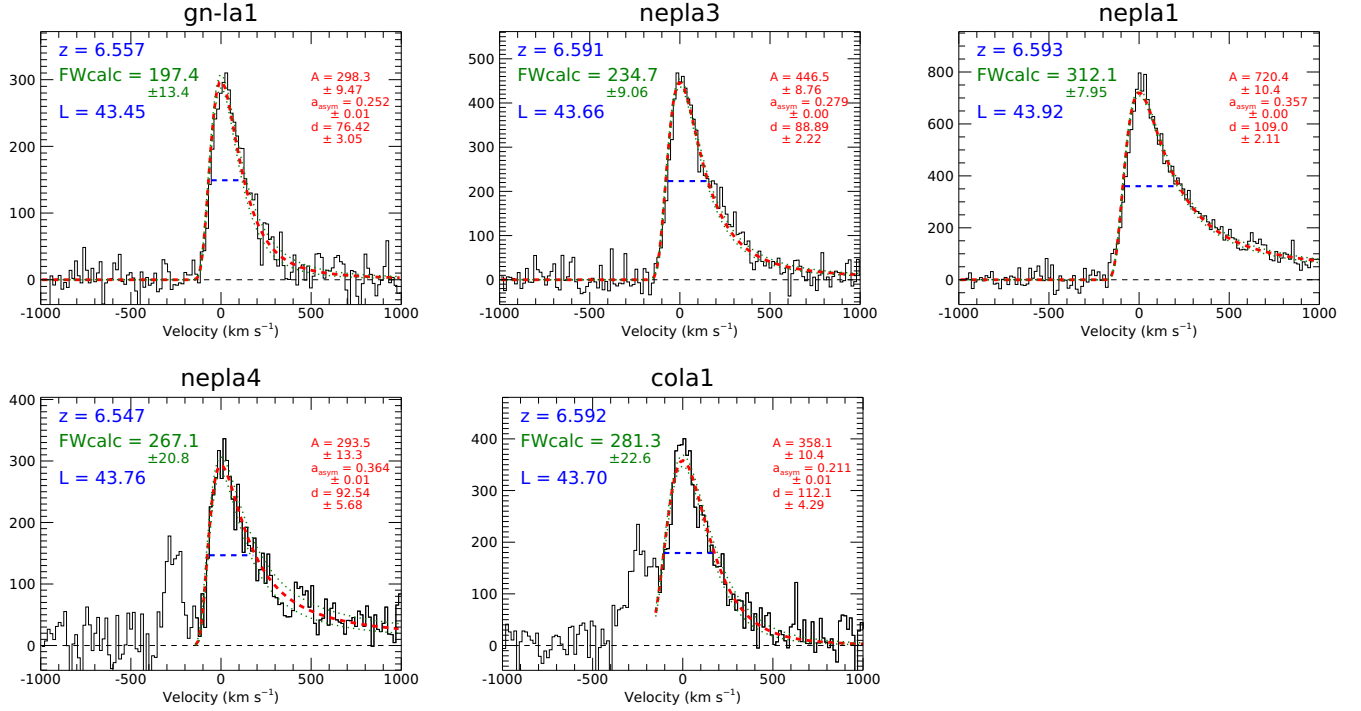 gn-la1
z = 6.557
FWcalc = 197.4
±13.4
L = 43.45
A = 298.3
± 9.47
a_asym = 0.252
± 0.01
d = 76.42
± 3.05
300
200
100
0
-1000 -500 0 500 1000
Velocity (km s⁻¹)
nepla3
z = 6.591
FWcalc = 234.7
±9.06
L = 43.66
A = 446.5
± 8.76
a_asym = 0.279
± 0.00
d = 88.89
± 2.22
500
400
300
200
100
0
-1000 -500 0 500 1000
Velocity (km s⁻¹)
nepla1
z = 6.593
FWcalc = 312.1
±7.95
L = 43.92
A = 720.4
± 10.4
a_asym = 0.357
± 0.00
d = 109.0
± 2.11
800
600
400
200
0
-1000 -500 0 500 1000
Velocity (km s⁻¹)
nepla4
z = 6.547
FWcalc = 267.1
±20.8
L = 43.76
A = 293.5
± 13.3
a_asym = 0.364
± 0.01
d = 92.54
± 5.68
400
300
200
100
0
-1000 -500 0 500 1000
Velocity (km s⁻¹)
cola1
z = 6.592
FWcalc = 281.3
±22.6
L = 43.70
A = 358.1
± 10.4
a_asym = 0.211
± 0.01
d = 112.1
± 4.29
400
300
200
100
0
-1000 -500 0 500 1000
Velocity (km s⁻¹)